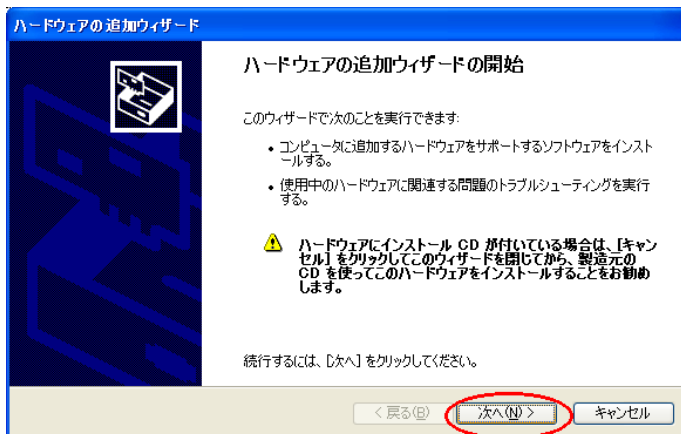 ハードウェアの追加ウィザード
ハードウェアの追加ウィザードの開始
このウィザードで次のことを実行できます:
• コンピュータに追加するハードウェアをサポートするソフトウェアをインスト
ールする。
• 使用中のハードウェアに関連する問題のトラブルシューティングを実行
する。
ハードウェアにインストール CD が付いている場合は、[キャン
セル] をクリックしてこのウィザードを閉じてから、製造元の
CD を使ってこのハードウェアをインストールすることをお勧め
します。
続行するには、[次へ] をクリックしてください。
< 戻る(B) 次へ(N) > キャンセル